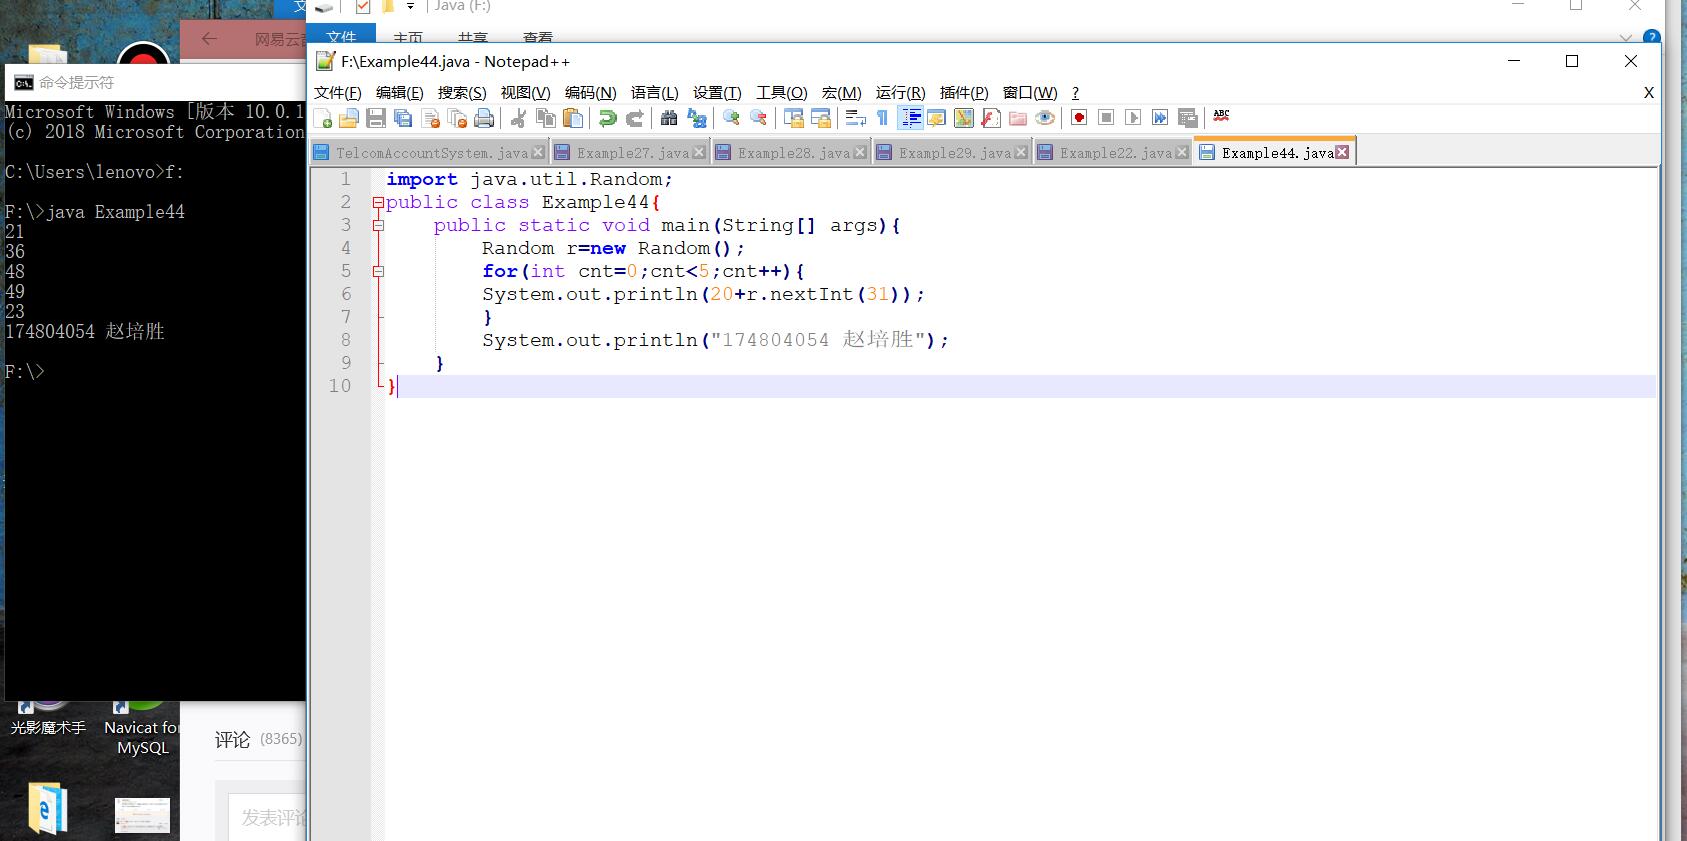 文
Java (F:)
网易云音
文件 主页 共享 查看
命令提示符
Microsoft Windows [版本 10.0.1
(c) 2018 Microsoft Corporation
C:\Users\lenovo>f:
F:\>java Example44
21
36
48
49
23
174804054 赵培胜
F:\>
F:\Example44.java - Notepad++
文件(F) 编辑(E) 搜索(S) 视图(V) 编码(N) 语言(L) 设置(T) 工具(O) 宏(M) 运行(R) 插件(P) 窗口(W) ? X
ABC
TelcomAccountSystem.java Example27.java Example28.java Example29.java Example22.java Example44.java
1 import java.util.Random;
2 public class Example44{
3 public static void main(String[] args){
4 Random r=new Random();
5 for(int cnt=0;cnt<5;cnt++){
6 System.out.println(20+r.nextInt(31));
7 }
8 System.out.println("174804054 赵培胜");
9 }
10 }
光影魔术手
Navicat for
MySQL
评论 (8365)
发表评论